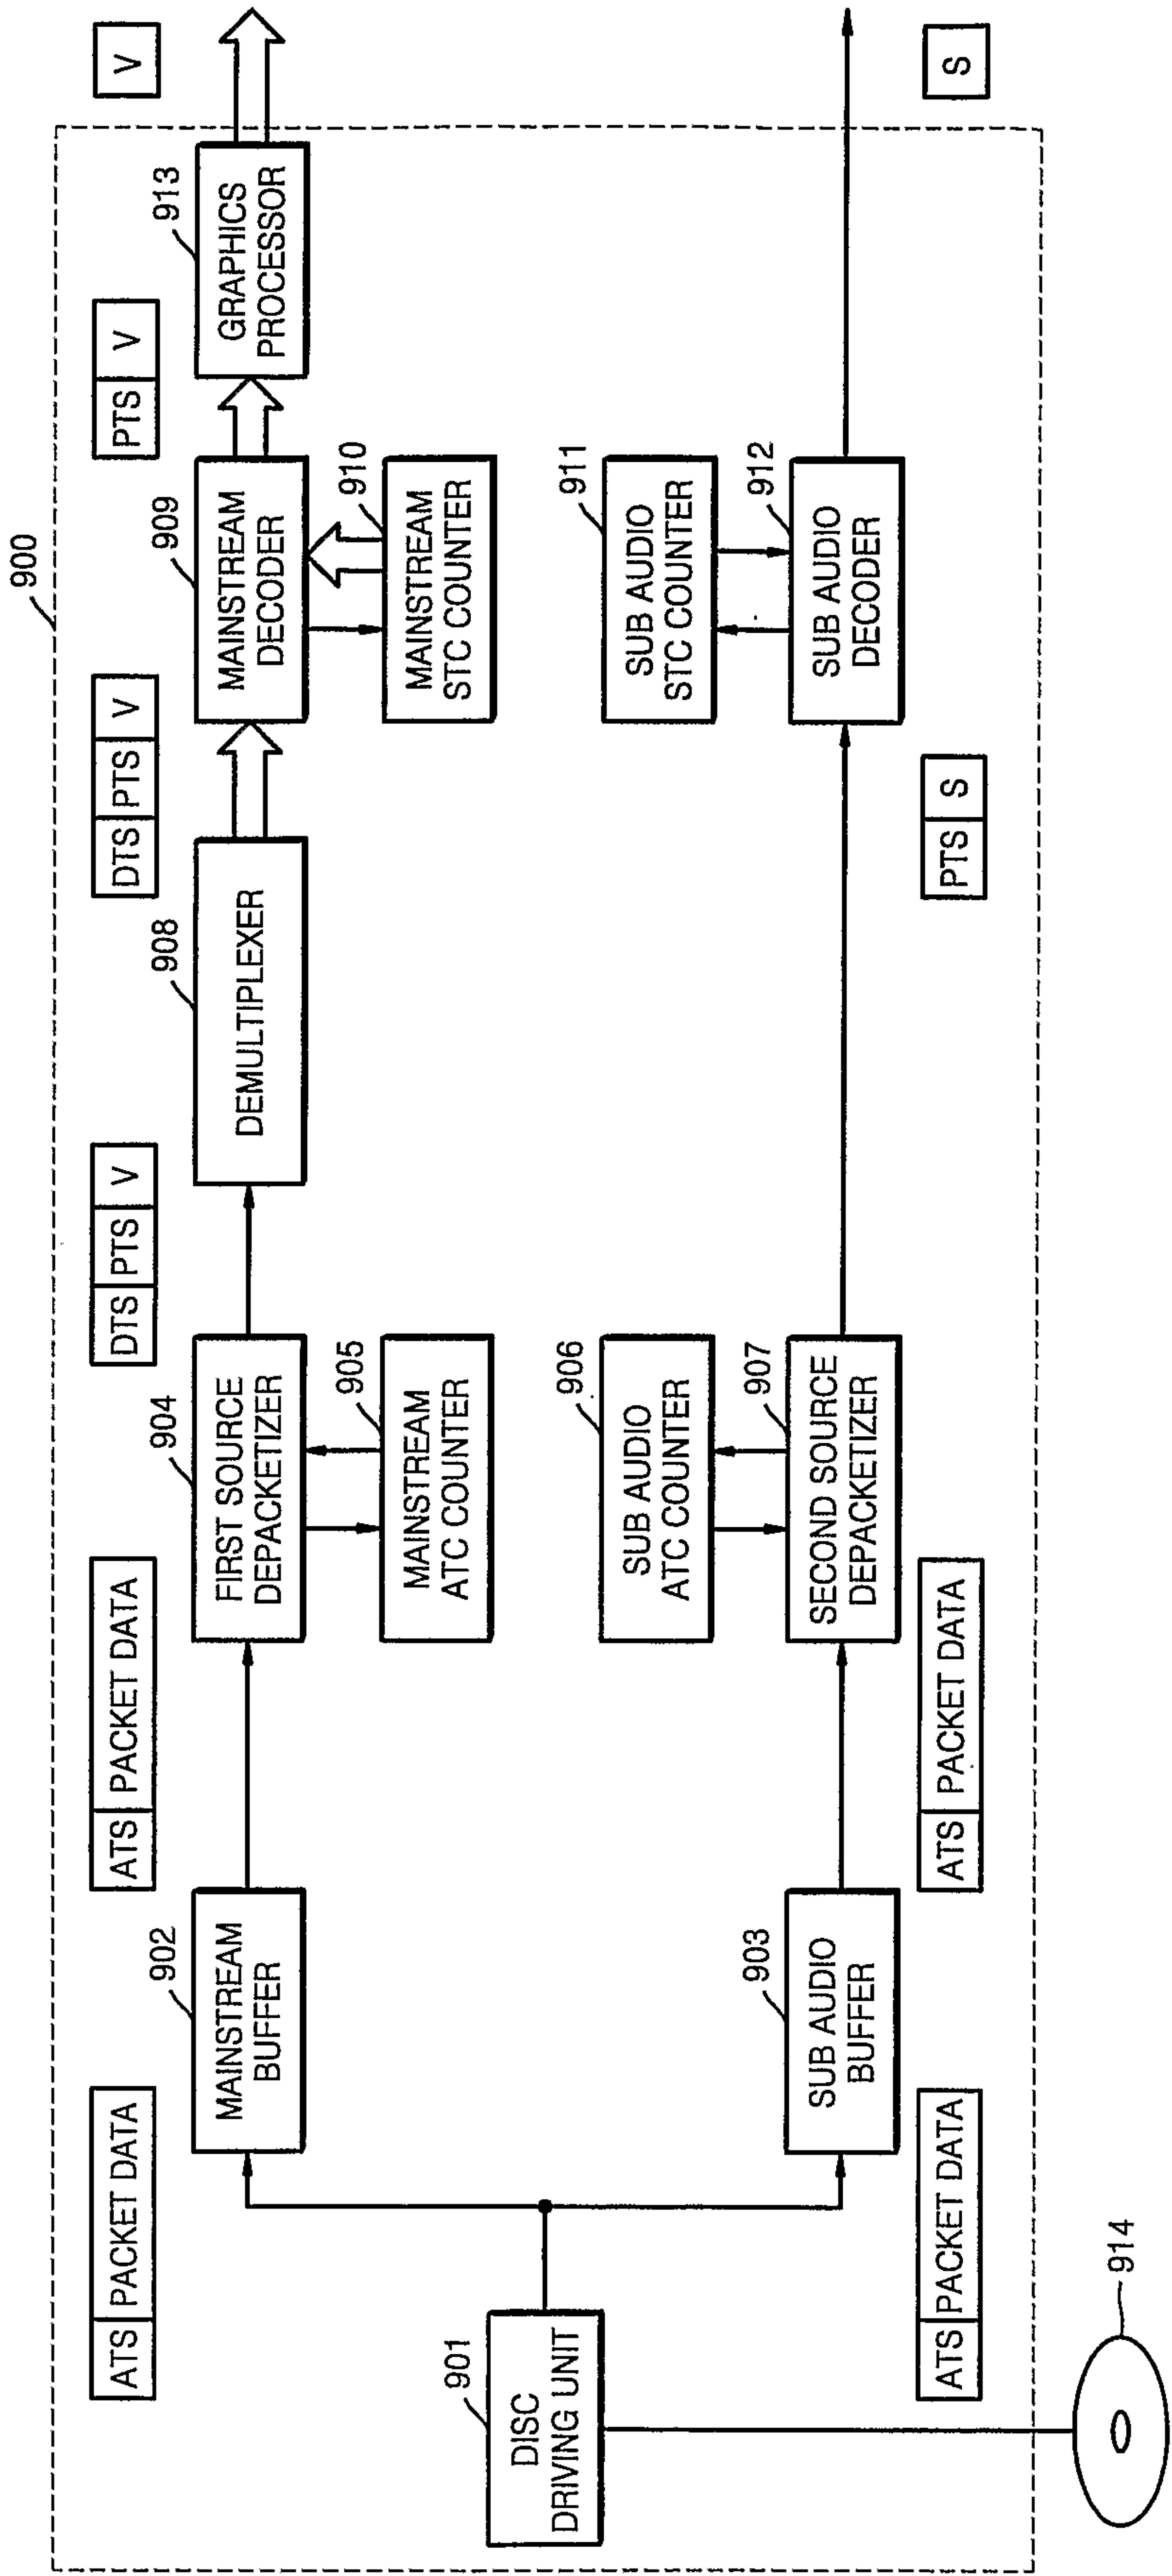 900
ATS PACKET DATA
ATS PACKET DATA
DTS PTS V
DTS PTS V
PTS V
V
902
MAINSTREAM
BUFFER
904
FIRST SOURCE
DEPACKETIZER
908
DEMULTIPLEXER
909
MAINSTREAM
DECODER
913
GRAPHICS
PROCESSOR
905
MAINSTREAM
ATC COUNTER
910
MAINSTREAM
STC COUNTER
901
DISC
DRIVING UNIT
906
SUB AUDIO
ATC COUNTER
911
SUB AUDIO
STC COUNTER
903
SUB AUDIO
BUFFER
907
SECOND SOURCE
DEPACKETIZER
912
SUB AUDIO
DECODER
ATS PACKET DATA
ATS PACKET DATA
PTS S
S
914